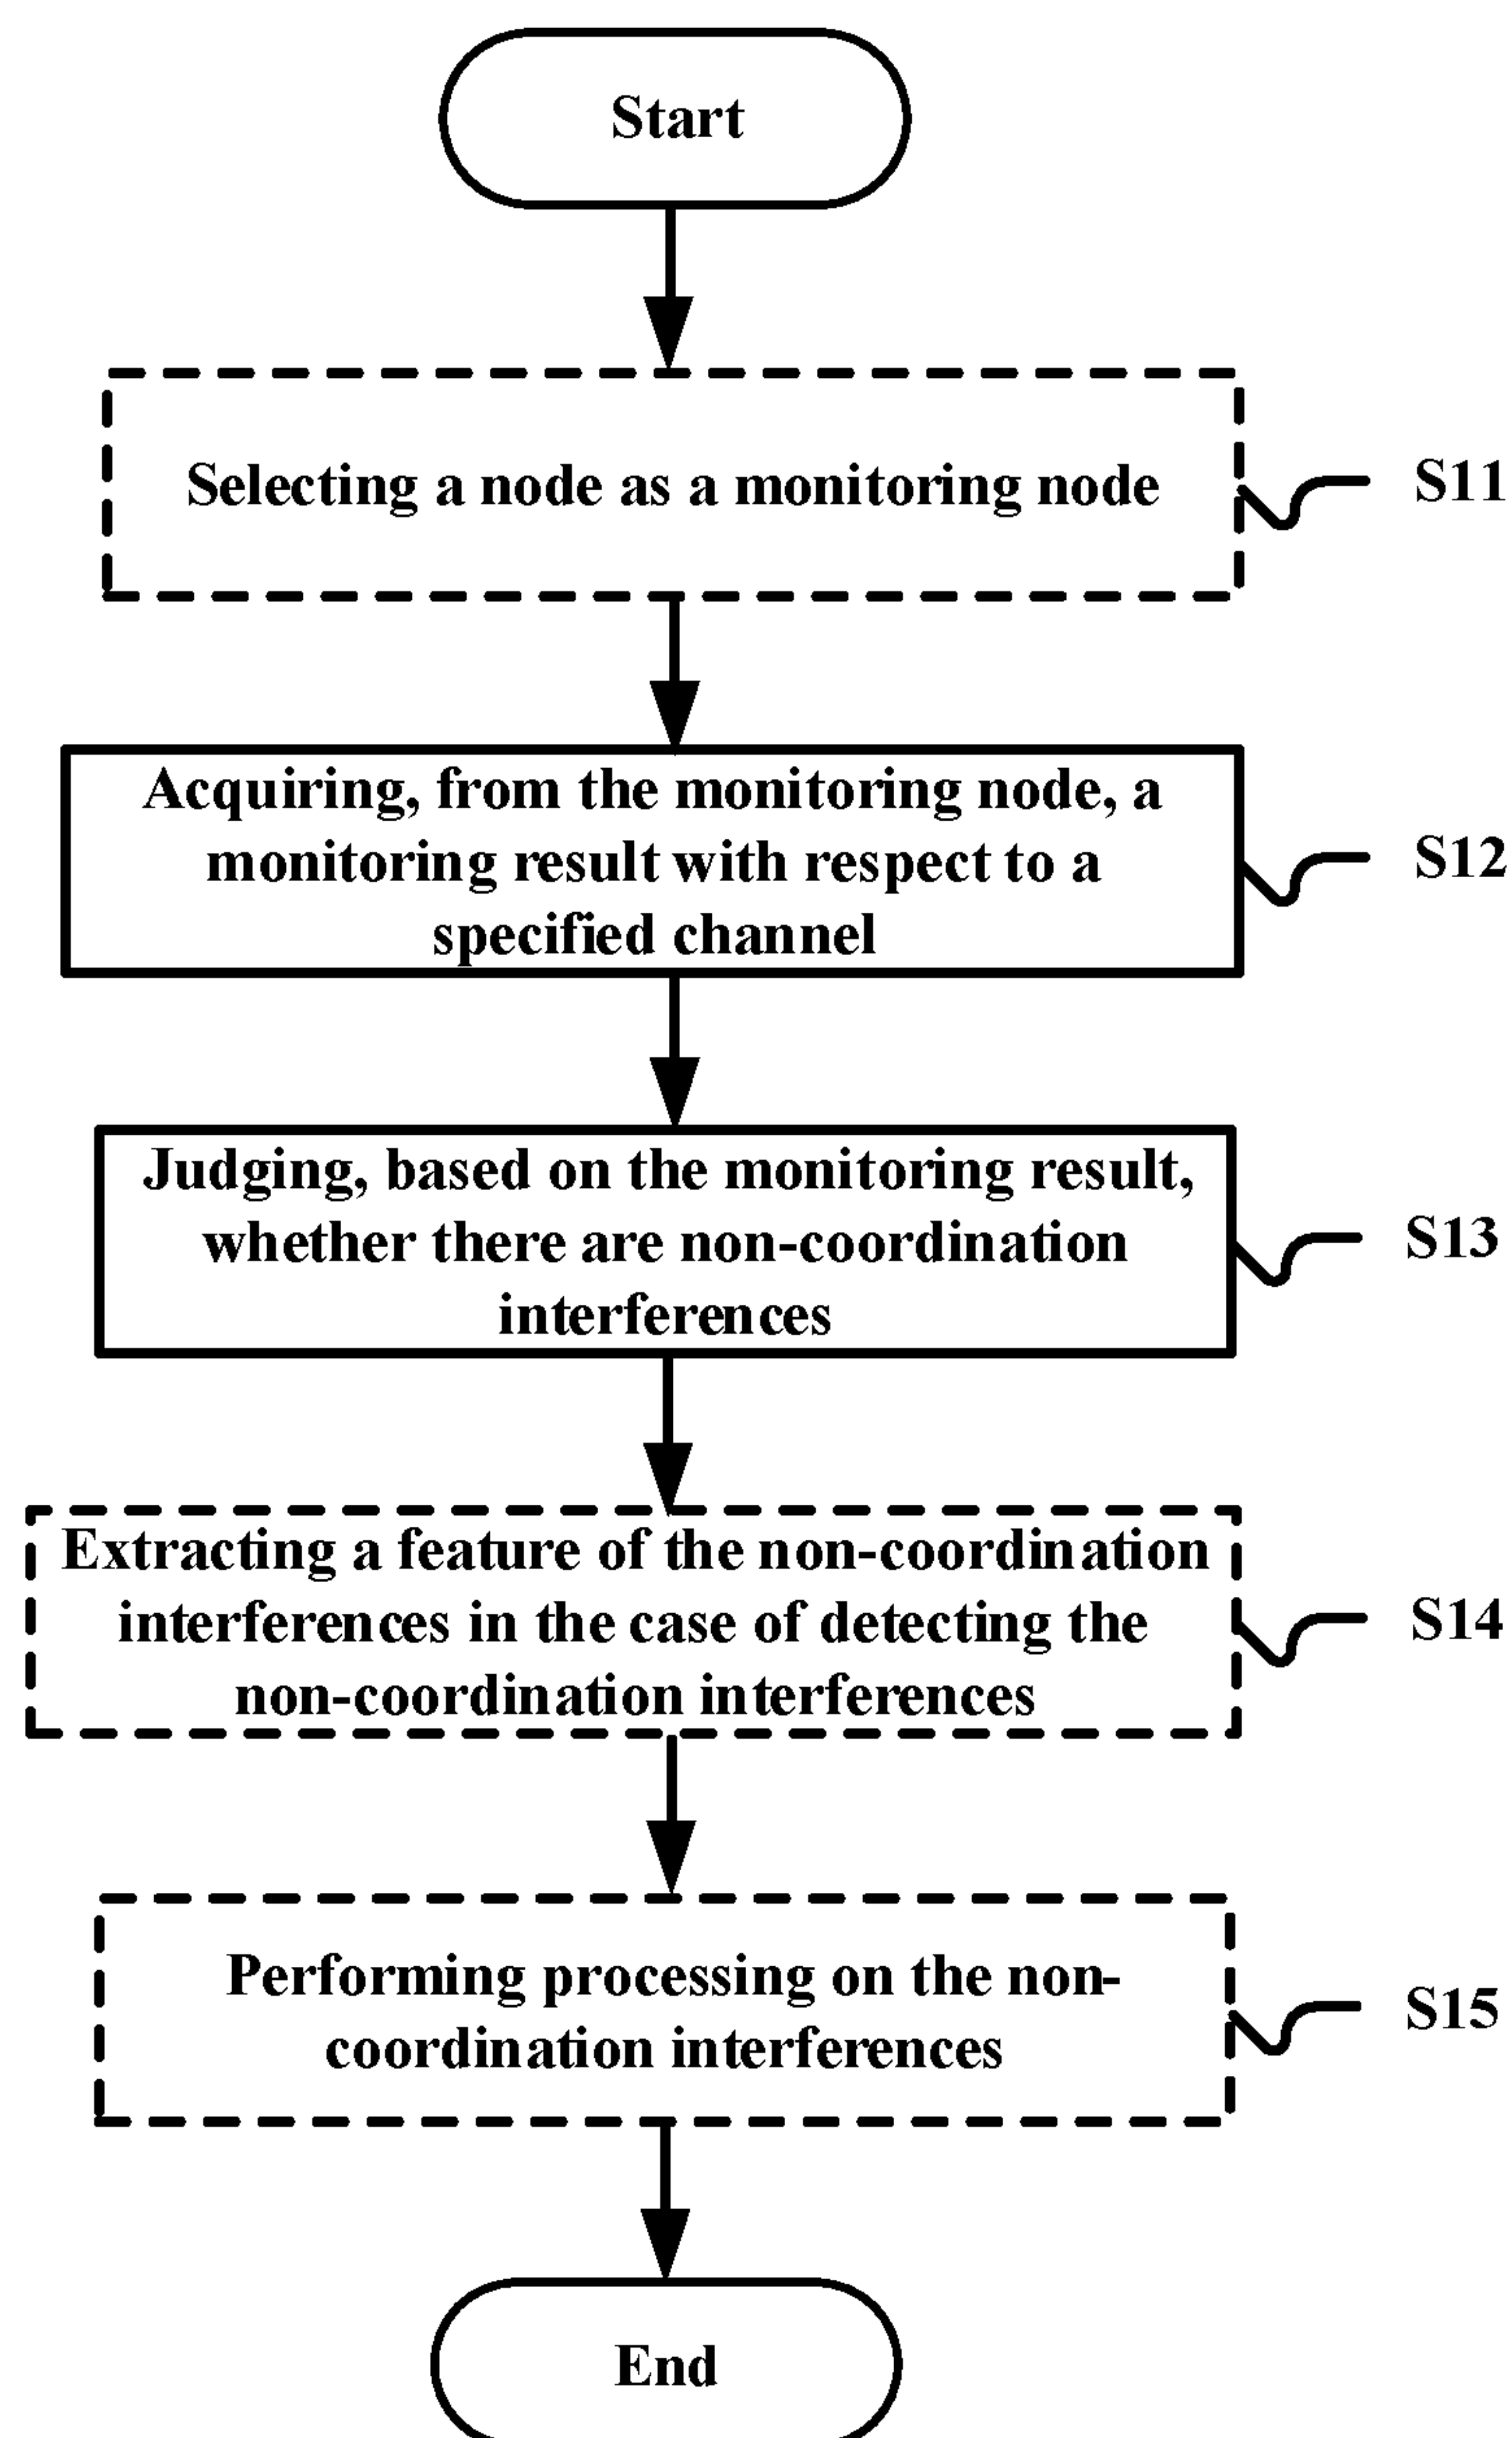 Start
Selecting a node as a monitoring node
S11
Acquiring, from the monitoring node, a
monitoring result with respect to a
specified channel
S12
Judging, based on the monitoring result,
whether there are non-coordination
interferences
S13
Extracting a feature of the non-coordination
interferences in the case of detecting the
non-coordination interferences
S14
Performing processing on the non-
coordination interferences
S15
End